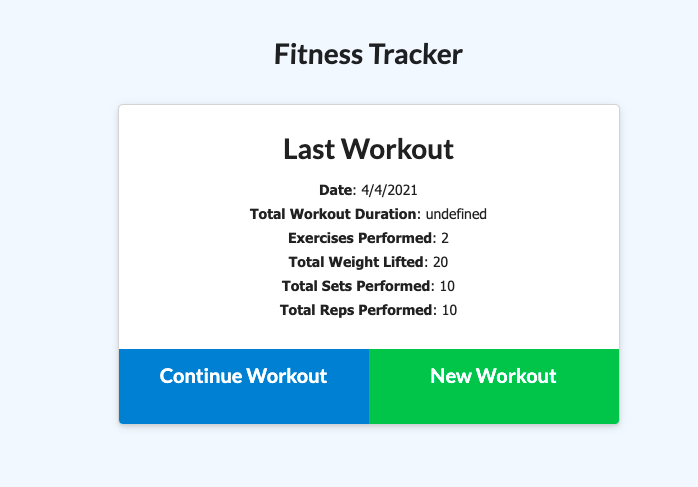 Fitness Tracker
Last Workout
Date: 4/4/2021
Total Workout Duration: undefined
Exercises Performed: 2
Total Weight Lifted: 20
Total Sets Performed: 10
Total Reps Performed: 10
Continue Workout
New Workout